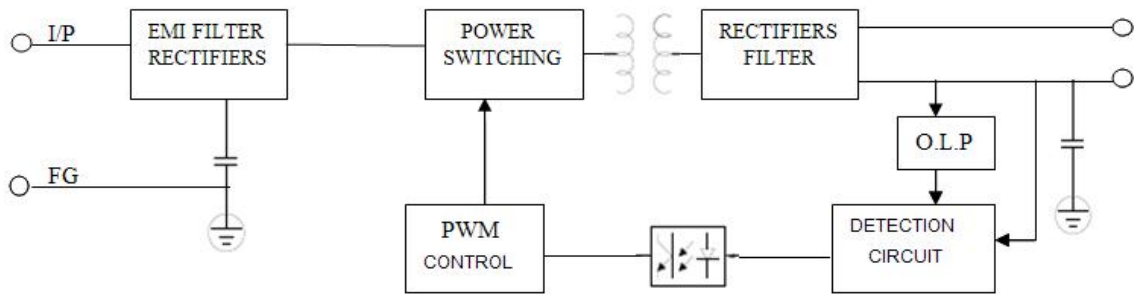 I/P
EMI FILTER
RECTIFIERS
POWER
SWITCHING
RECTIFIERS
FILTER
O.L.P
FG
PWM
CONTROL
DETECTION
CIRCUIT